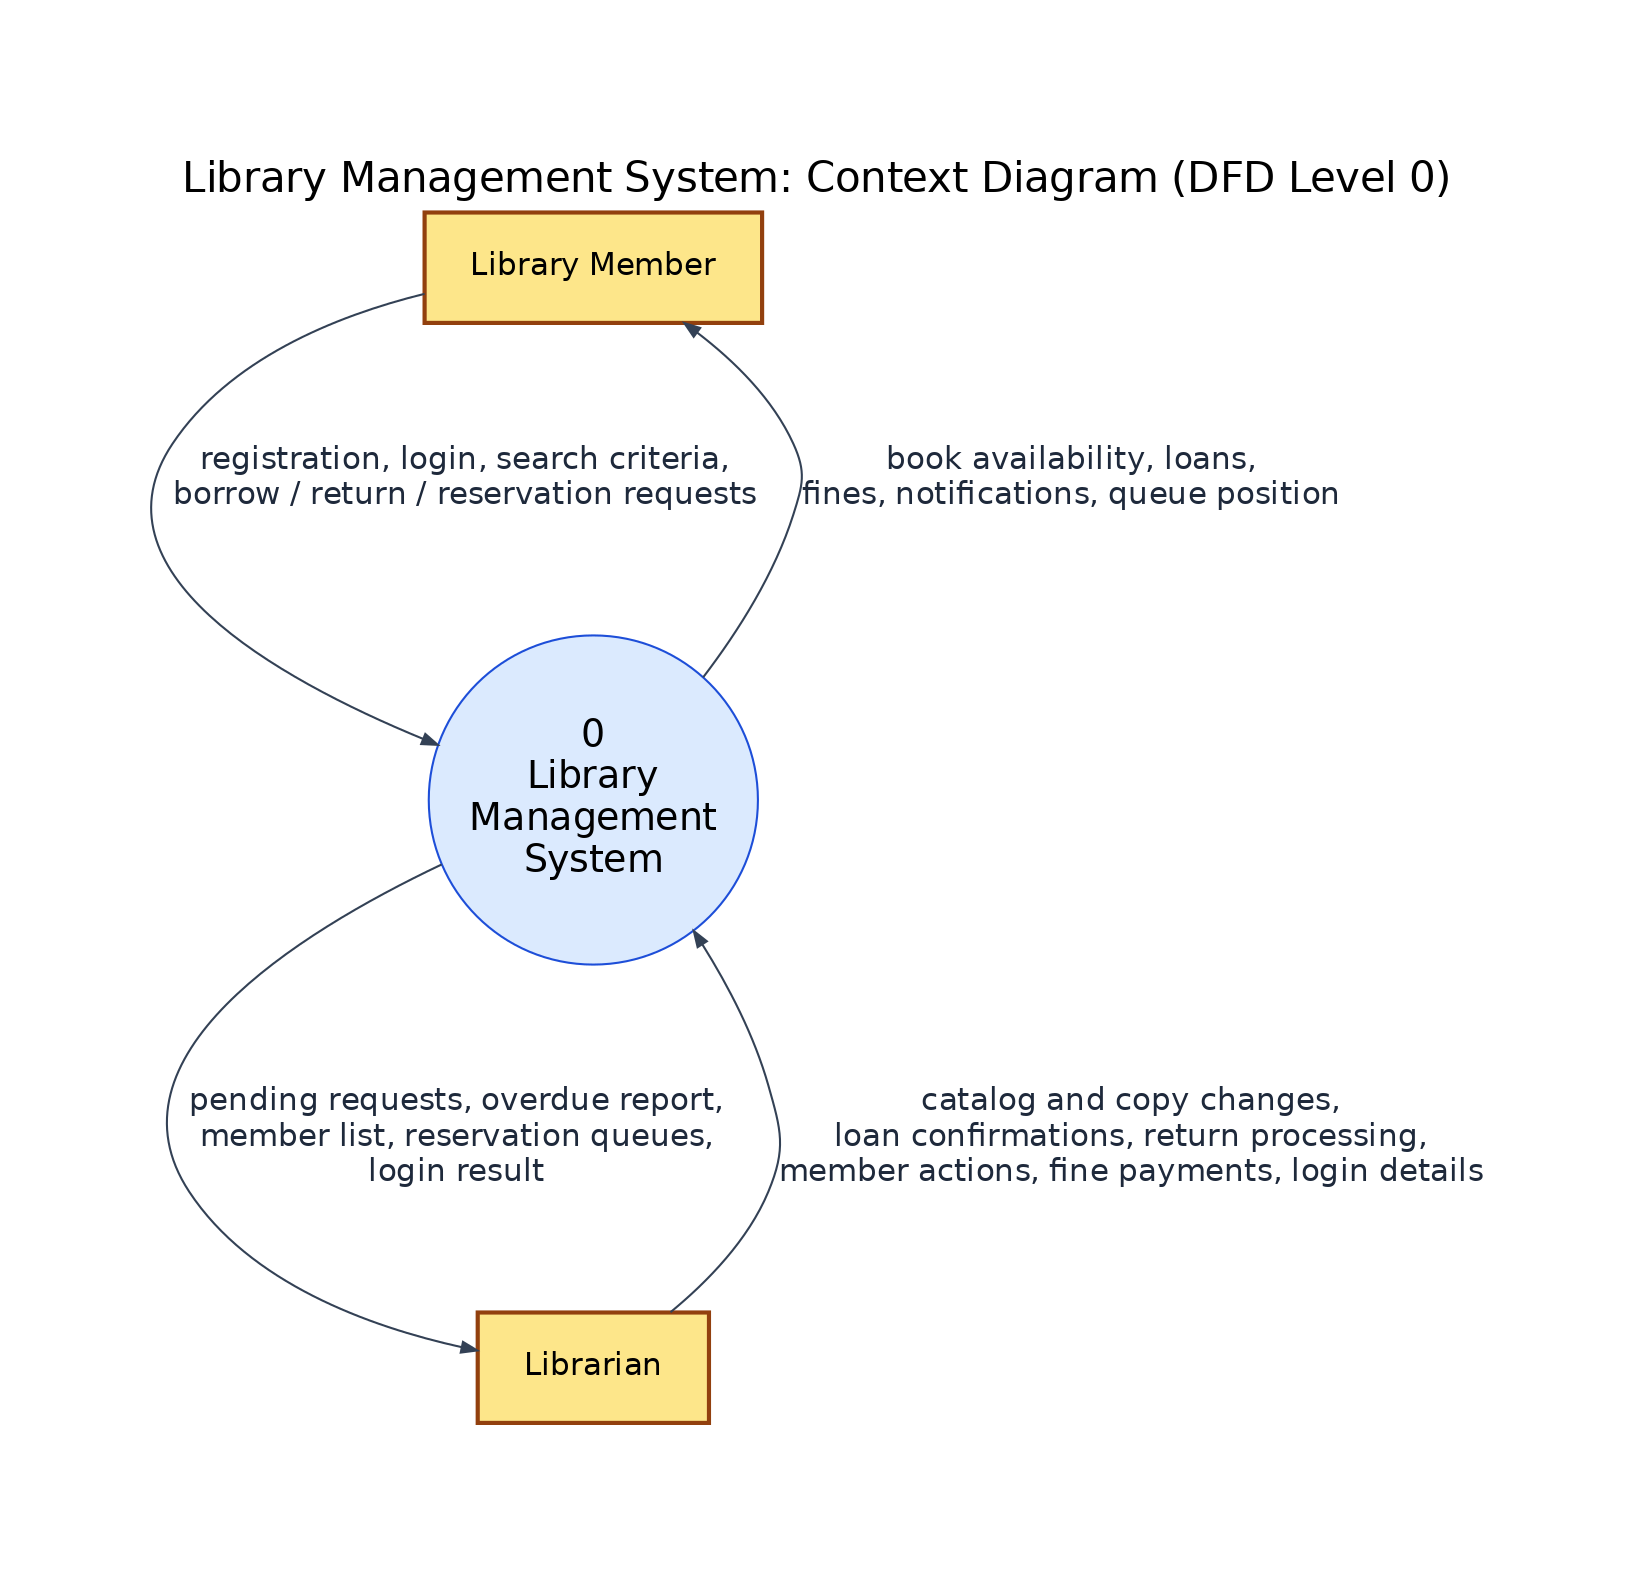 Library Management System: Context Diagram (DFD Level 0)
Library Member
registration, login, search criteria,
borrow / return / reservation requests
book availability, loans,
fines, notifications, queue position
0
Library
Management
System
pending requests, overdue report,
member list, reservation queues,
login result
catalog and copy changes,
loan confirmations, return processing,
member actions, fine payments, login details
Librarian